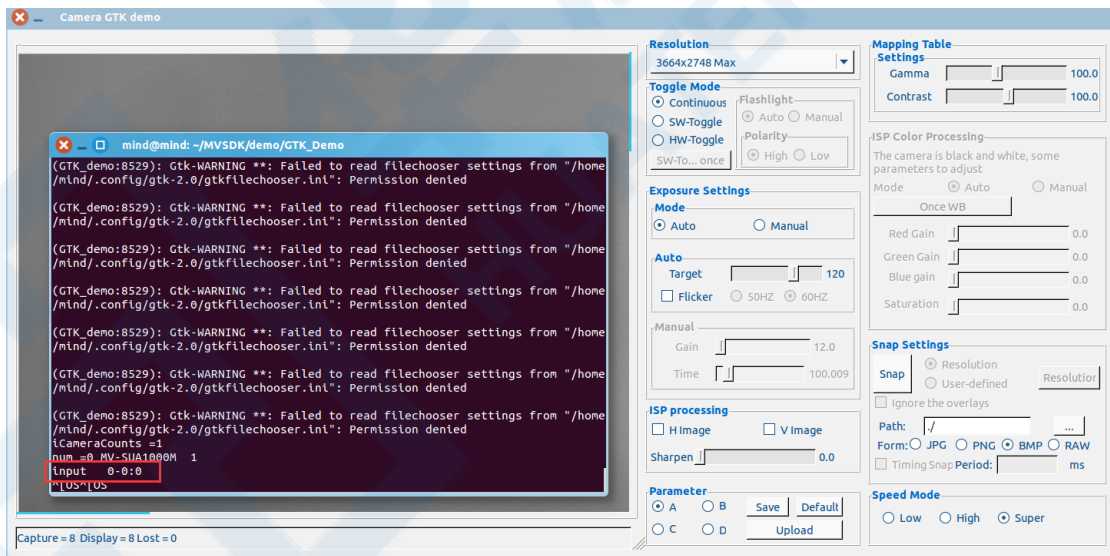 Camera GTK demo
mind@mind: ~/MVSDK/demo/GTK_Demo
(GTK_demo:8529): Gtk-WARNING **: Failed to read filechooser settings from "/home
/mind/.config/gtk-2.0/gtkfilechooser.ini": Permission denied
(GTK_demo:8529): Gtk-WARNING **: Failed to read filechooser settings from "/home
/mind/.config/gtk-2.0/gtkfilechooser.ini": Permission denied
(GTK_demo:8529): Gtk-WARNING **: Failed to read filechooser settings from "/home
/mind/.config/gtk-2.0/gtkfilechooser.ini": Permission denied
(GTK_demo:8529): Gtk-WARNING **: Failed to read filechooser settings from "/home
/mind/.config/gtk-2.0/gtkfilechooser.ini": Permission denied
(GTK_demo:8529): Gtk-WARNING **: Failed to read filechooser settings from "/home
/mind/.config/gtk-2.0/gtkfilechooser.ini": Permission denied
(GTK_demo:8529): Gtk-WARNING **: Failed to read filechooser settings from "/home
/mind/.config/gtk-2.0/gtkfilechooser.ini": Permission denied
(GTK_demo:8529): Gtk-WARNING **: Failed to read filechooser settings from "/home
/mind/.config/gtk-2.0/gtkfilechooser.ini": Permission denied
iCameraCounts =1
num =0 MV-SUA1000M 1
input 0-0:0
^[OS^[OS
Capture = 8 Display = 8 Lost = 0
Resolution
3664x2748 Max
Toggle Mode
Continuous
SW-Toggle
HW-Toggle
SW-To... once
Flashlight
Auto Manual
Polarity
High Low
Exposure Settings
Mode
Auto Manual
Auto
Target 120
Flicker 50HZ 60HZ
Manual
Gain 12.0
Time 100.009
ISP processing
H Image V Image
Sharpen 0.0
Parameter
A B Save Default
C D Upload
Mapping Table
Settings
Gamma 100.0
Contrast 100.0
ISP Color Processing
The camera is black and white, some
parameters to adjust
Mode Auto Manual
Once WB
Red Gain 0.0
Green Gain 0.0
Blue gain 0.0
Saturation 0.0
Snap Settings
Snap
Resolution
User-defined
Resolution
Ignore the overlays
Path: ./ ...
Form: JPG PNG BMP RAW
Timing Snap Period: ms
Speed Mode
Low High Super